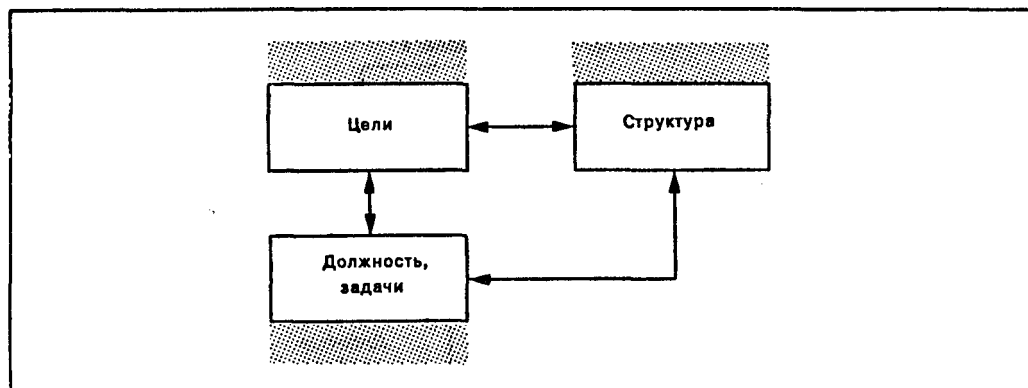 Цели
Структура
Должность,
задачи